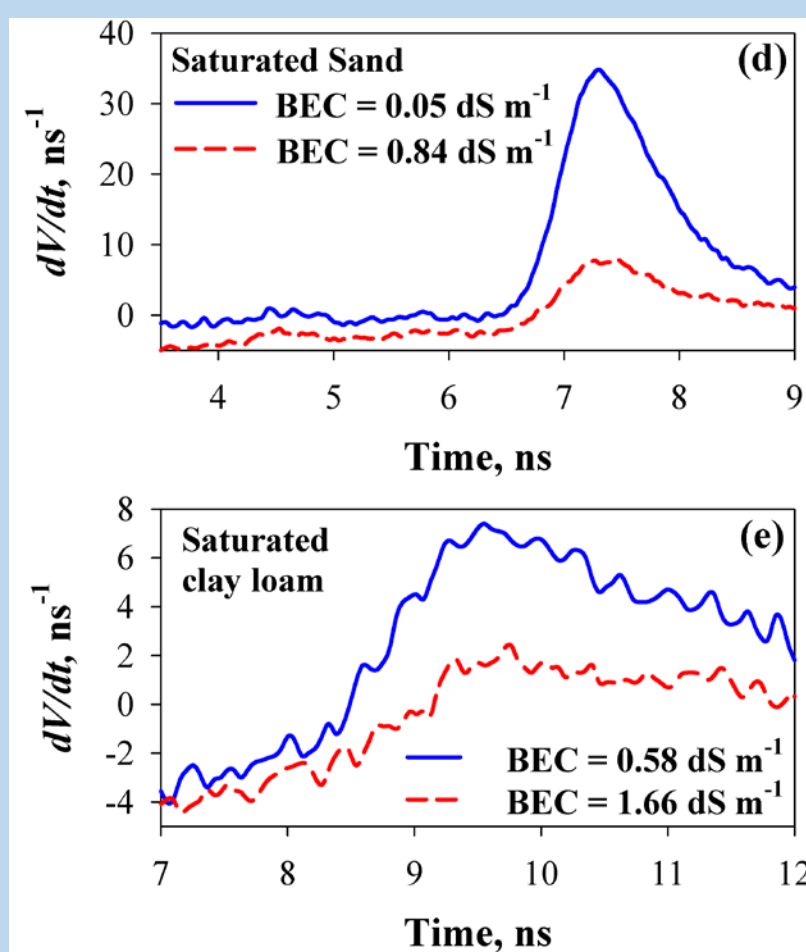 40
30
20
10
0
dV/dt, ns⁻¹
Saturated Sand
BEC = 0.05 dS m⁻¹
BEC = 0.84 dS m⁻¹
(d)
4 5 6 7 8 9
Time, ns
8
6
4
2
0
-2
-4
dV/dt, ns⁻¹
Saturated
clay loam
(e)
BEC = 0.58 dS m⁻¹
BEC = 1.66 dS m⁻¹
7 8 9 10 11 12
Time, ns